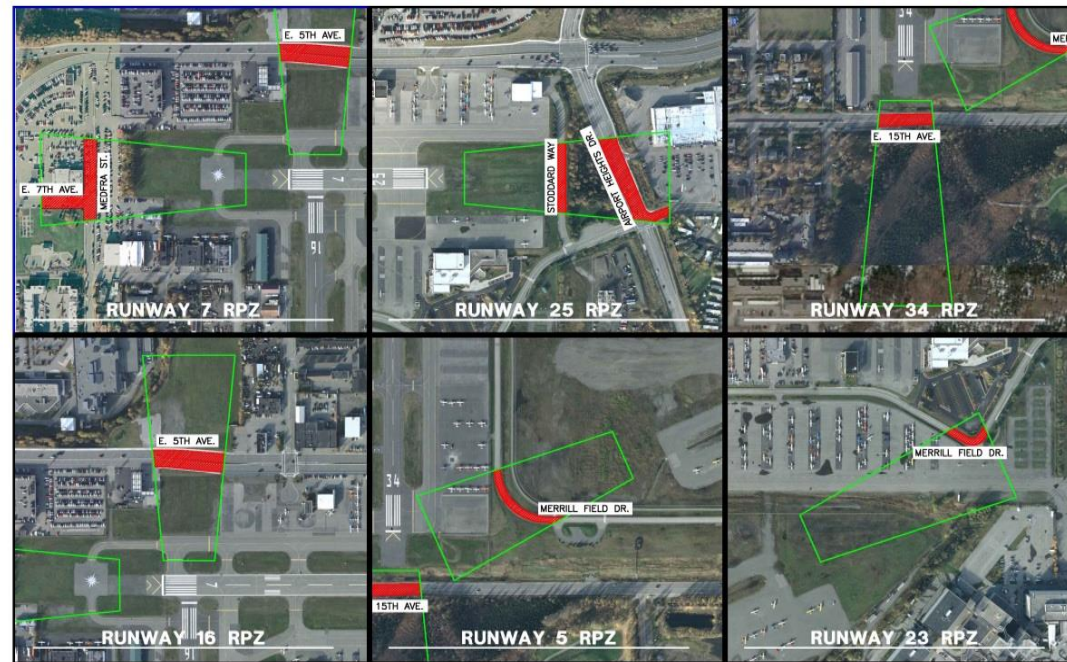 E. 5TH AVE.
E. 7TH AVE.
MEDFRA ST.
7
16
RUNWAY 7 RPZ
25
STODDARD WAY
AIRPORT HEIGHTS DR.
RUNWAY 25 RPZ
34
MER
E. 15TH AVE.
RUNWAY 34 RPZ
E. 5TH AVE.
7
16
RUNWAY 16 RPZ
34
MERRILL FIELD DR.
15TH AVE.
RUNWAY 5 RPZ
MERRILL FIELD DR.
RUNWAY 23 RPZ